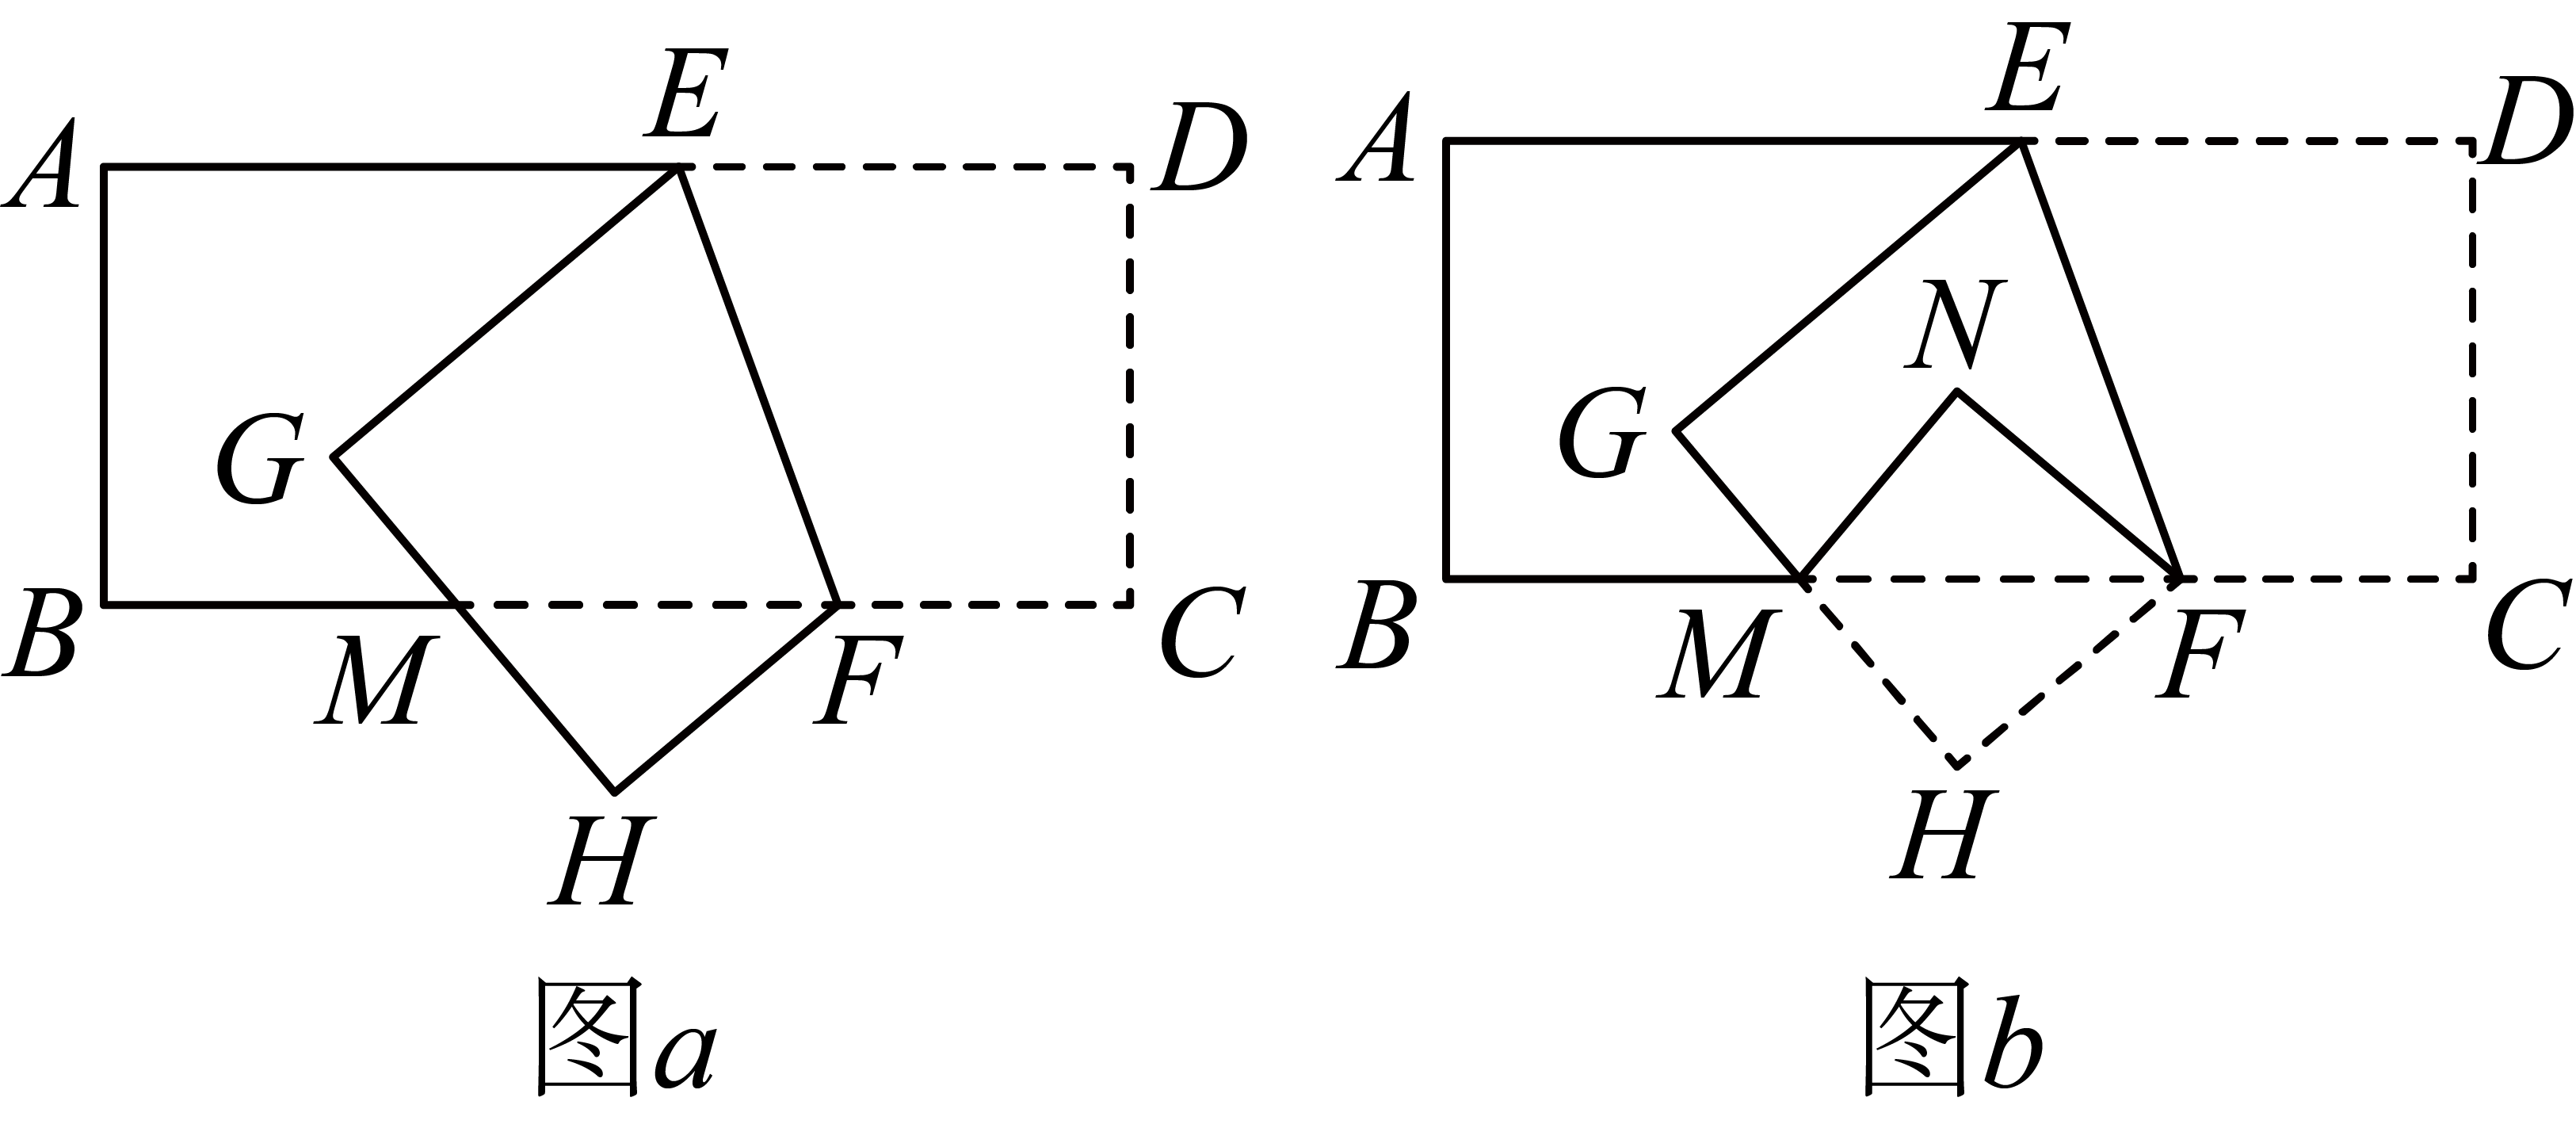 E E
A D A D
N
G G
B M F C B M F C
H H
图a 图b